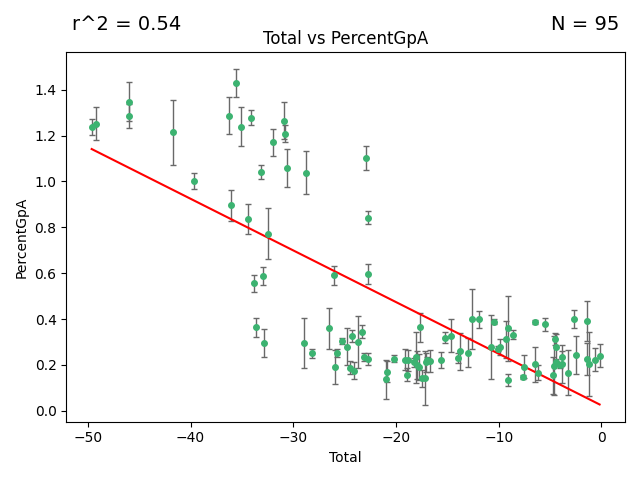 r^2 = 0.54 N = 95
Total vs PercentGpA
PercentGpA
1.4
1.2
1.0
0.8
0.6
0.4
0.2
0.0
−50 −40 −30 −20 −10 0
Total